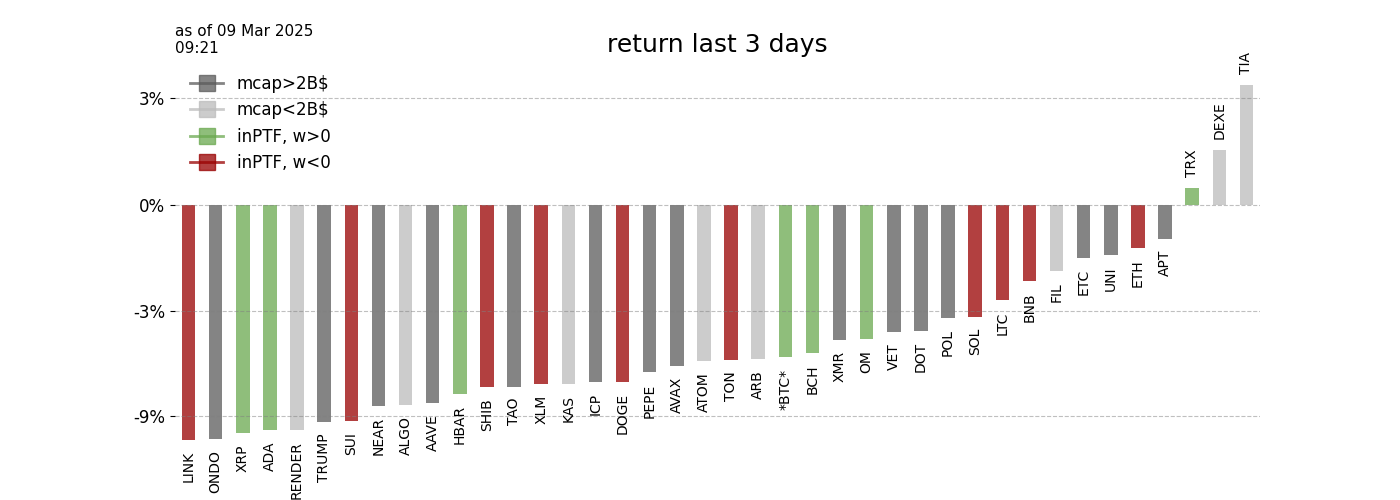 as of 09 Mar 2025
09:21
return last 3 days
mcap>2B$
mcap<2B$
inPTF, w>0
inPTF, w<0
3%
0%
-3%
-9%
LINK
ONDO
XRP
ADA
RENDER
TRUMP
SUI
NEAR
ALGO
AAVE
HBAR
SHIB
TAO
XLM
KAS
ICP
DOGE
PEPE
AVAX
ATOM
TON
ARB
*BTC*
BCH
XMR
OM
VET
DOT
POL
SOL
LTC
BNB
FIL
ETC
UNI
ETH
APT
TRX
DEXE
TIA